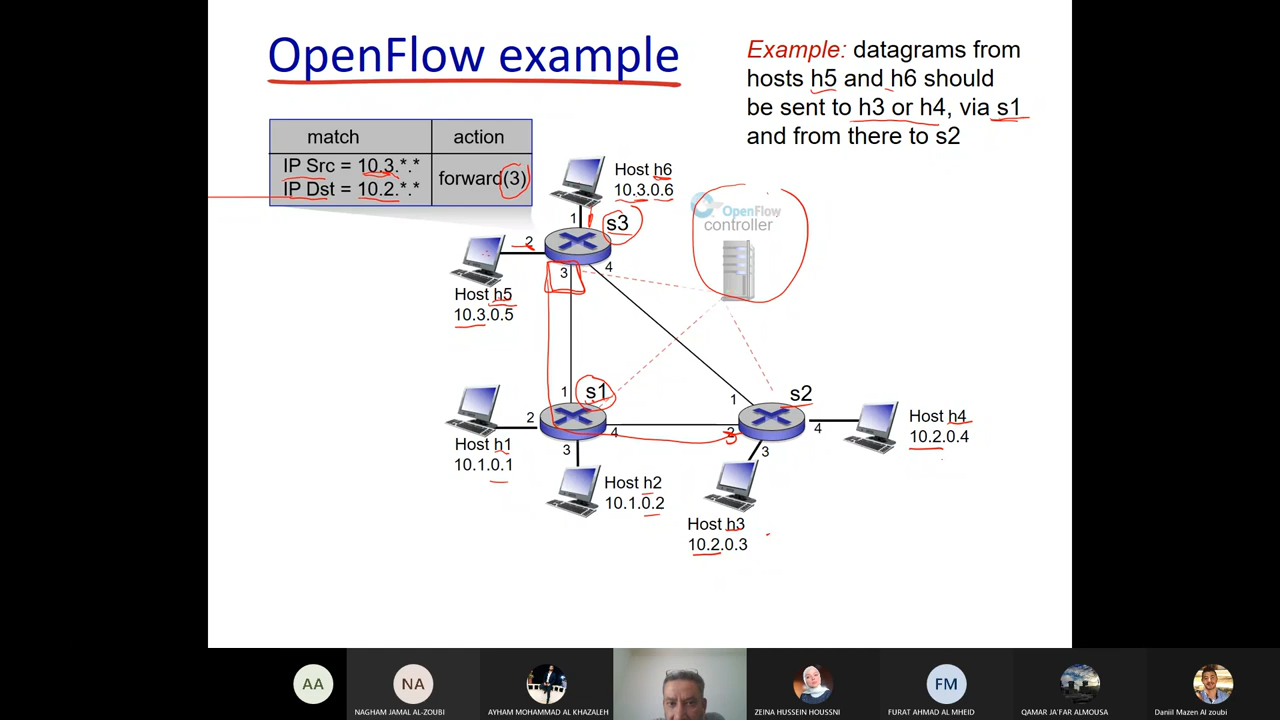 OpenFlow example
Example: datagrams from
hosts h5 and h6 should
be sent to h3 or h4, via s1
and from there to s2
match
action
IP Src = 10.3.*.*
IP Dst = 10.2.*.*
forward(3)
Host h6
10.3.0.6
1
s3
2
3
4
OpenFlow
controller
Host h5
10.3.0.5
1
s1
2
4
3
Host h1
10.1.0.1
Host h2
10.1.0.2
1
s2
2
4
3
Host h4
10.2.0.4
Host h3
10.2.0.3
AA
NA
FM
NAGHAM JAMAL AL-ZOUBI
AYHAM MOHAMMAD AL KHAZALEH
ZEINA HUSSEIN HOUSSNI
FURAT AHMAD AL MHEID
QAMAR JA'FAR ALMOUSA
Daniil Mazen Al zoubi